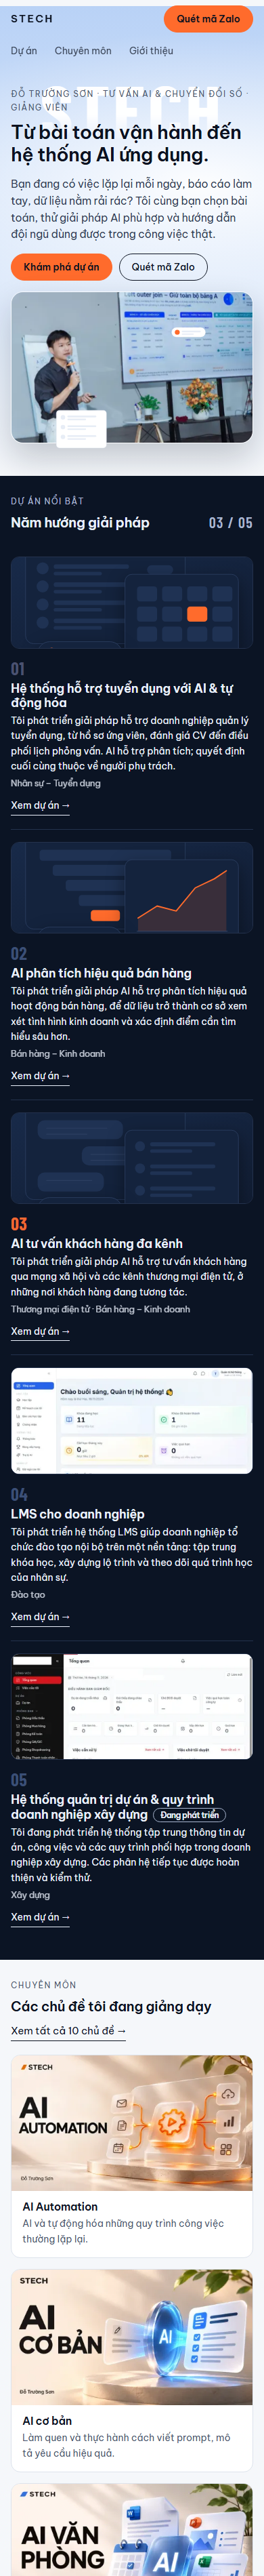 STECH
Quét mã Zalo
Dự án
Chuyên môn
Giới thiệu
ĐỖ TRƯỜNG SƠN · TƯ VẤN AI & CHUYỂN ĐỔI SỐ ·
GIẢNG VIÊN
Từ bài toán vận hành đến
hệ thống AI ứng dụng.
Bạn đang có việc lặp lại mỗi ngày, báo cáo làm
tay, dữ liệu nằm rải rác? Tôi cùng bạn chọn bài
toán, thử giải pháp AI phù hợp và hướng dẫn
đội ngũ dùng được trong công việc thật.
Khám phá dự án
Quét mã Zalo
DỰ ÁN NỔI BẬT
Năm hướng giải pháp
03 / 05
01
Hệ thống hỗ trợ tuyển dụng với AI & tự
động hóa
Tôi phát triển giải pháp hỗ trợ doanh nghiệp quản lý
tuyển dụng, từ hồ sơ ứng viên, đánh giá CV đến điều
phối lịch phỏng vấn. AI hỗ trợ phân tích; quyết định
cuối cùng thuộc về người phụ trách.
Nhân sự – Tuyển dụng
Xem dự án →
02
AI phân tích hiệu quả bán hàng
Tôi phát triển giải pháp AI hỗ trợ phân tích hiệu quả
hoạt động bán hàng, để dữ liệu trở thành cơ sở xem
xét tình hình kinh doanh và xác định điểm cần tìm
hiểu sâu hơn.
Bán hàng – Kinh doanh
Xem dự án →
03
AI tư vấn khách hàng đa kênh
Tôi phát triển giải pháp AI hỗ trợ tư vấn khách hàng
qua mạng xã hội và các kênh thương mại điện tử, ở
những nơi khách hàng đang tương tác.
Thương mại điện tử · Bán hàng – Kinh doanh
Xem dự án →
Chào buổi sáng, Quản trị hệ thống!
11
1
0
0
04
LMS cho doanh nghiệp
Tôi phát triển hệ thống LMS giúp doanh nghiệp tổ
chức đào tạo nội bộ trên một nền tảng: tập trung
khóa học, xây dựng lộ trình và theo dõi quá trình học
của nhân sự.
Đào tạo
Xem dự án →
Tổng quan
05
Hệ thống quản trị dự án & quy trình
doanh nghiệp xây dựng
Đang phát triển
Tôi đang phát triển hệ thống tập trung thông tin dự
án, công việc và các quy trình phối hợp trong doanh
nghiệp xây dựng. Các phân hệ tiếp tục được hoàn
thiện và kiểm thử.
Xây dựng
Xem dự án →
CHUYÊN MÔN
Các chủ đề tôi đang giảng dạy
Xem tất cả 10 chủ đề →
STECH
AI
AUTOMATION
Đỗ Trường Sơn
AI Automation
AI và tự động hóa những quy trình công việc
thường lặp lại.
STECH
AI
CƠ BẢN
AI
Đỗ Trường Sơn
AI cơ bản
Làm quen và thực hành cách viết prompt, mô
tả yêu cầu hiệu quả.
STECH
AI VĂN
PHÒNG
AI